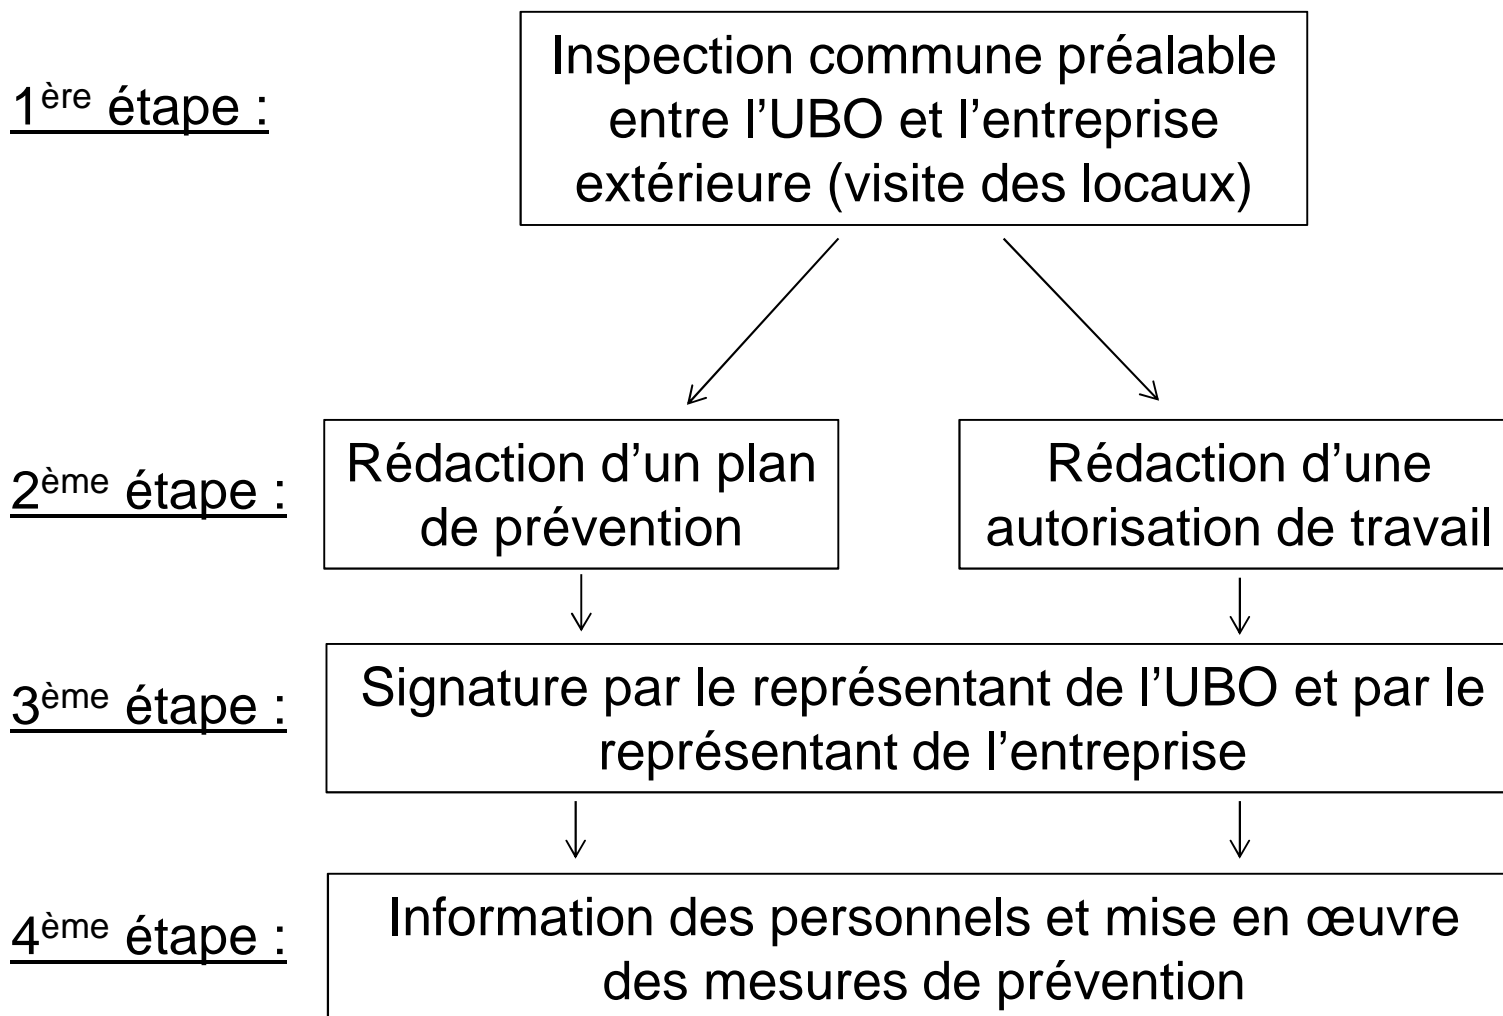 1ère étape :
Inspection commune préalable
entre l’UBO et l’entreprise
extérieure (visite des locaux)
2ème étape :
Rédaction d’un plan
de prévention
Rédaction d’une
autorisation de travail
3ème étape :
Signature par le représentant de l’UBO et par le
représentant de l’entreprise
4ème étape :
Information des personnels et mise en œuvre
des mesures de prévention